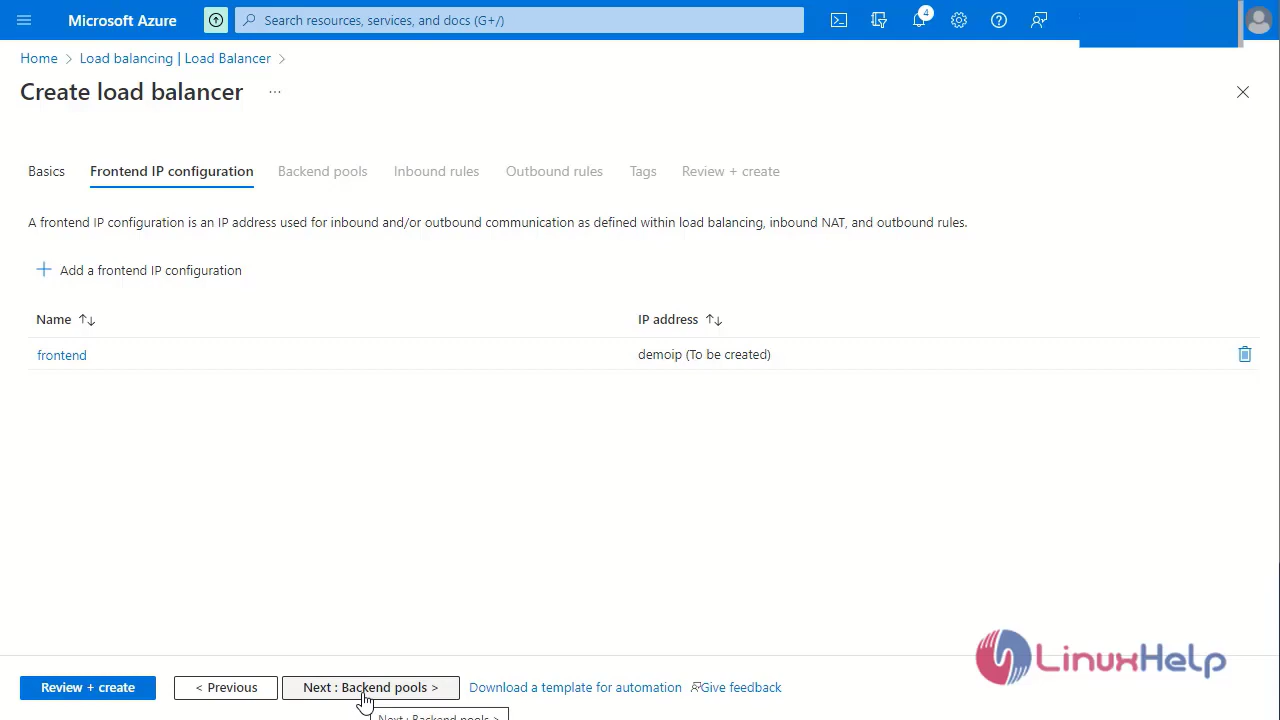 Microsoft Azure
Search resources, services, and docs (G+/)
4
Home > Load balancing | Load Balancer >
Create load balancer ...
Basics
Frontend IP configuration
Backend pools
Inbound rules
Outbound rules
Tags
Review + create
A frontend IP configuration is an IP address used for inbound and/or outbound communication as defined within load balancing, inbound NAT, and outbound rules.
+ Add a frontend IP configuration
Name ↑↓
IP address ↑↓
frontend
demoip (To be created)
LinuxHelp
Review + create
< Previous
Next : Backend pools >
Download a template for automation
Give feedback
Next : Backend pools >